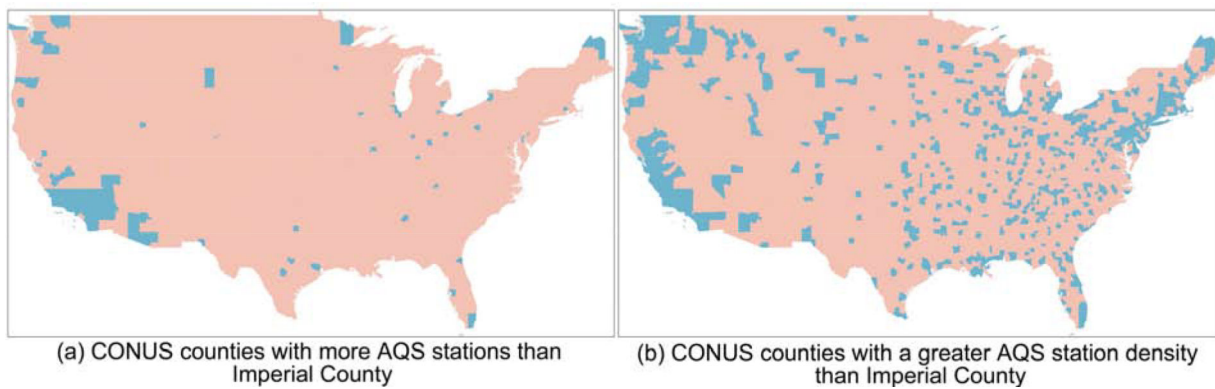 (a) CONUS counties with more AQS stations than
Imperial County
(b) CONUS counties with a greater AQS station density
than Imperial County